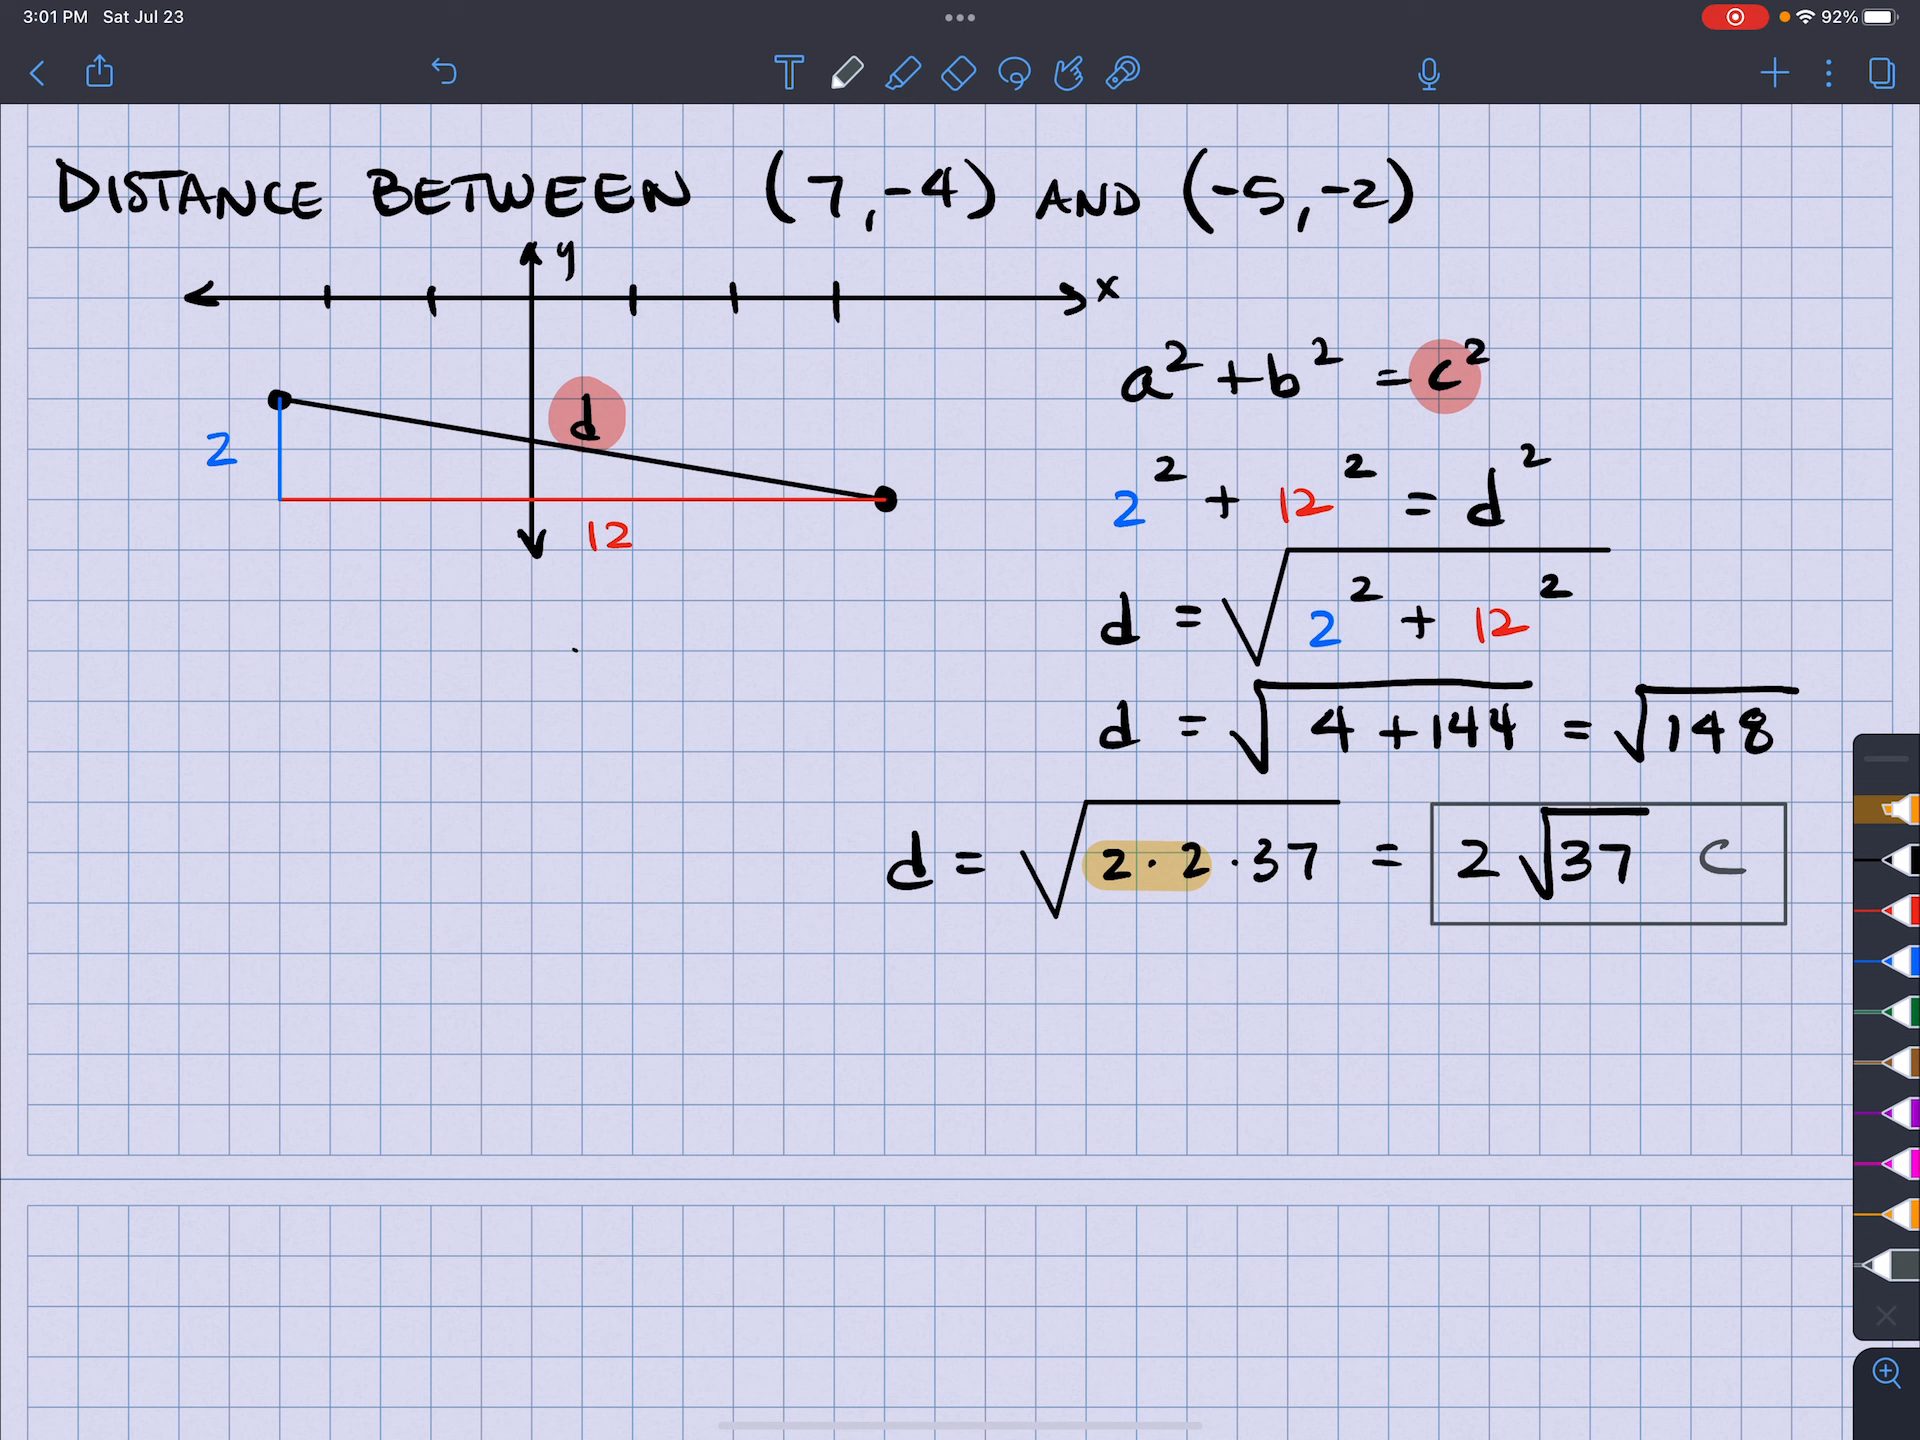 3:01 PM Sat Jul 23
92%
DISTANCE BETWEEN (7,-4) AND (-5,-2)
y
x
a² + b² = c²
d
2
2² + 12² = d²
12
d = √(2² + 12²)
d = √(4 + 144) = √148
d = √(2·2·37) = 2√37 C